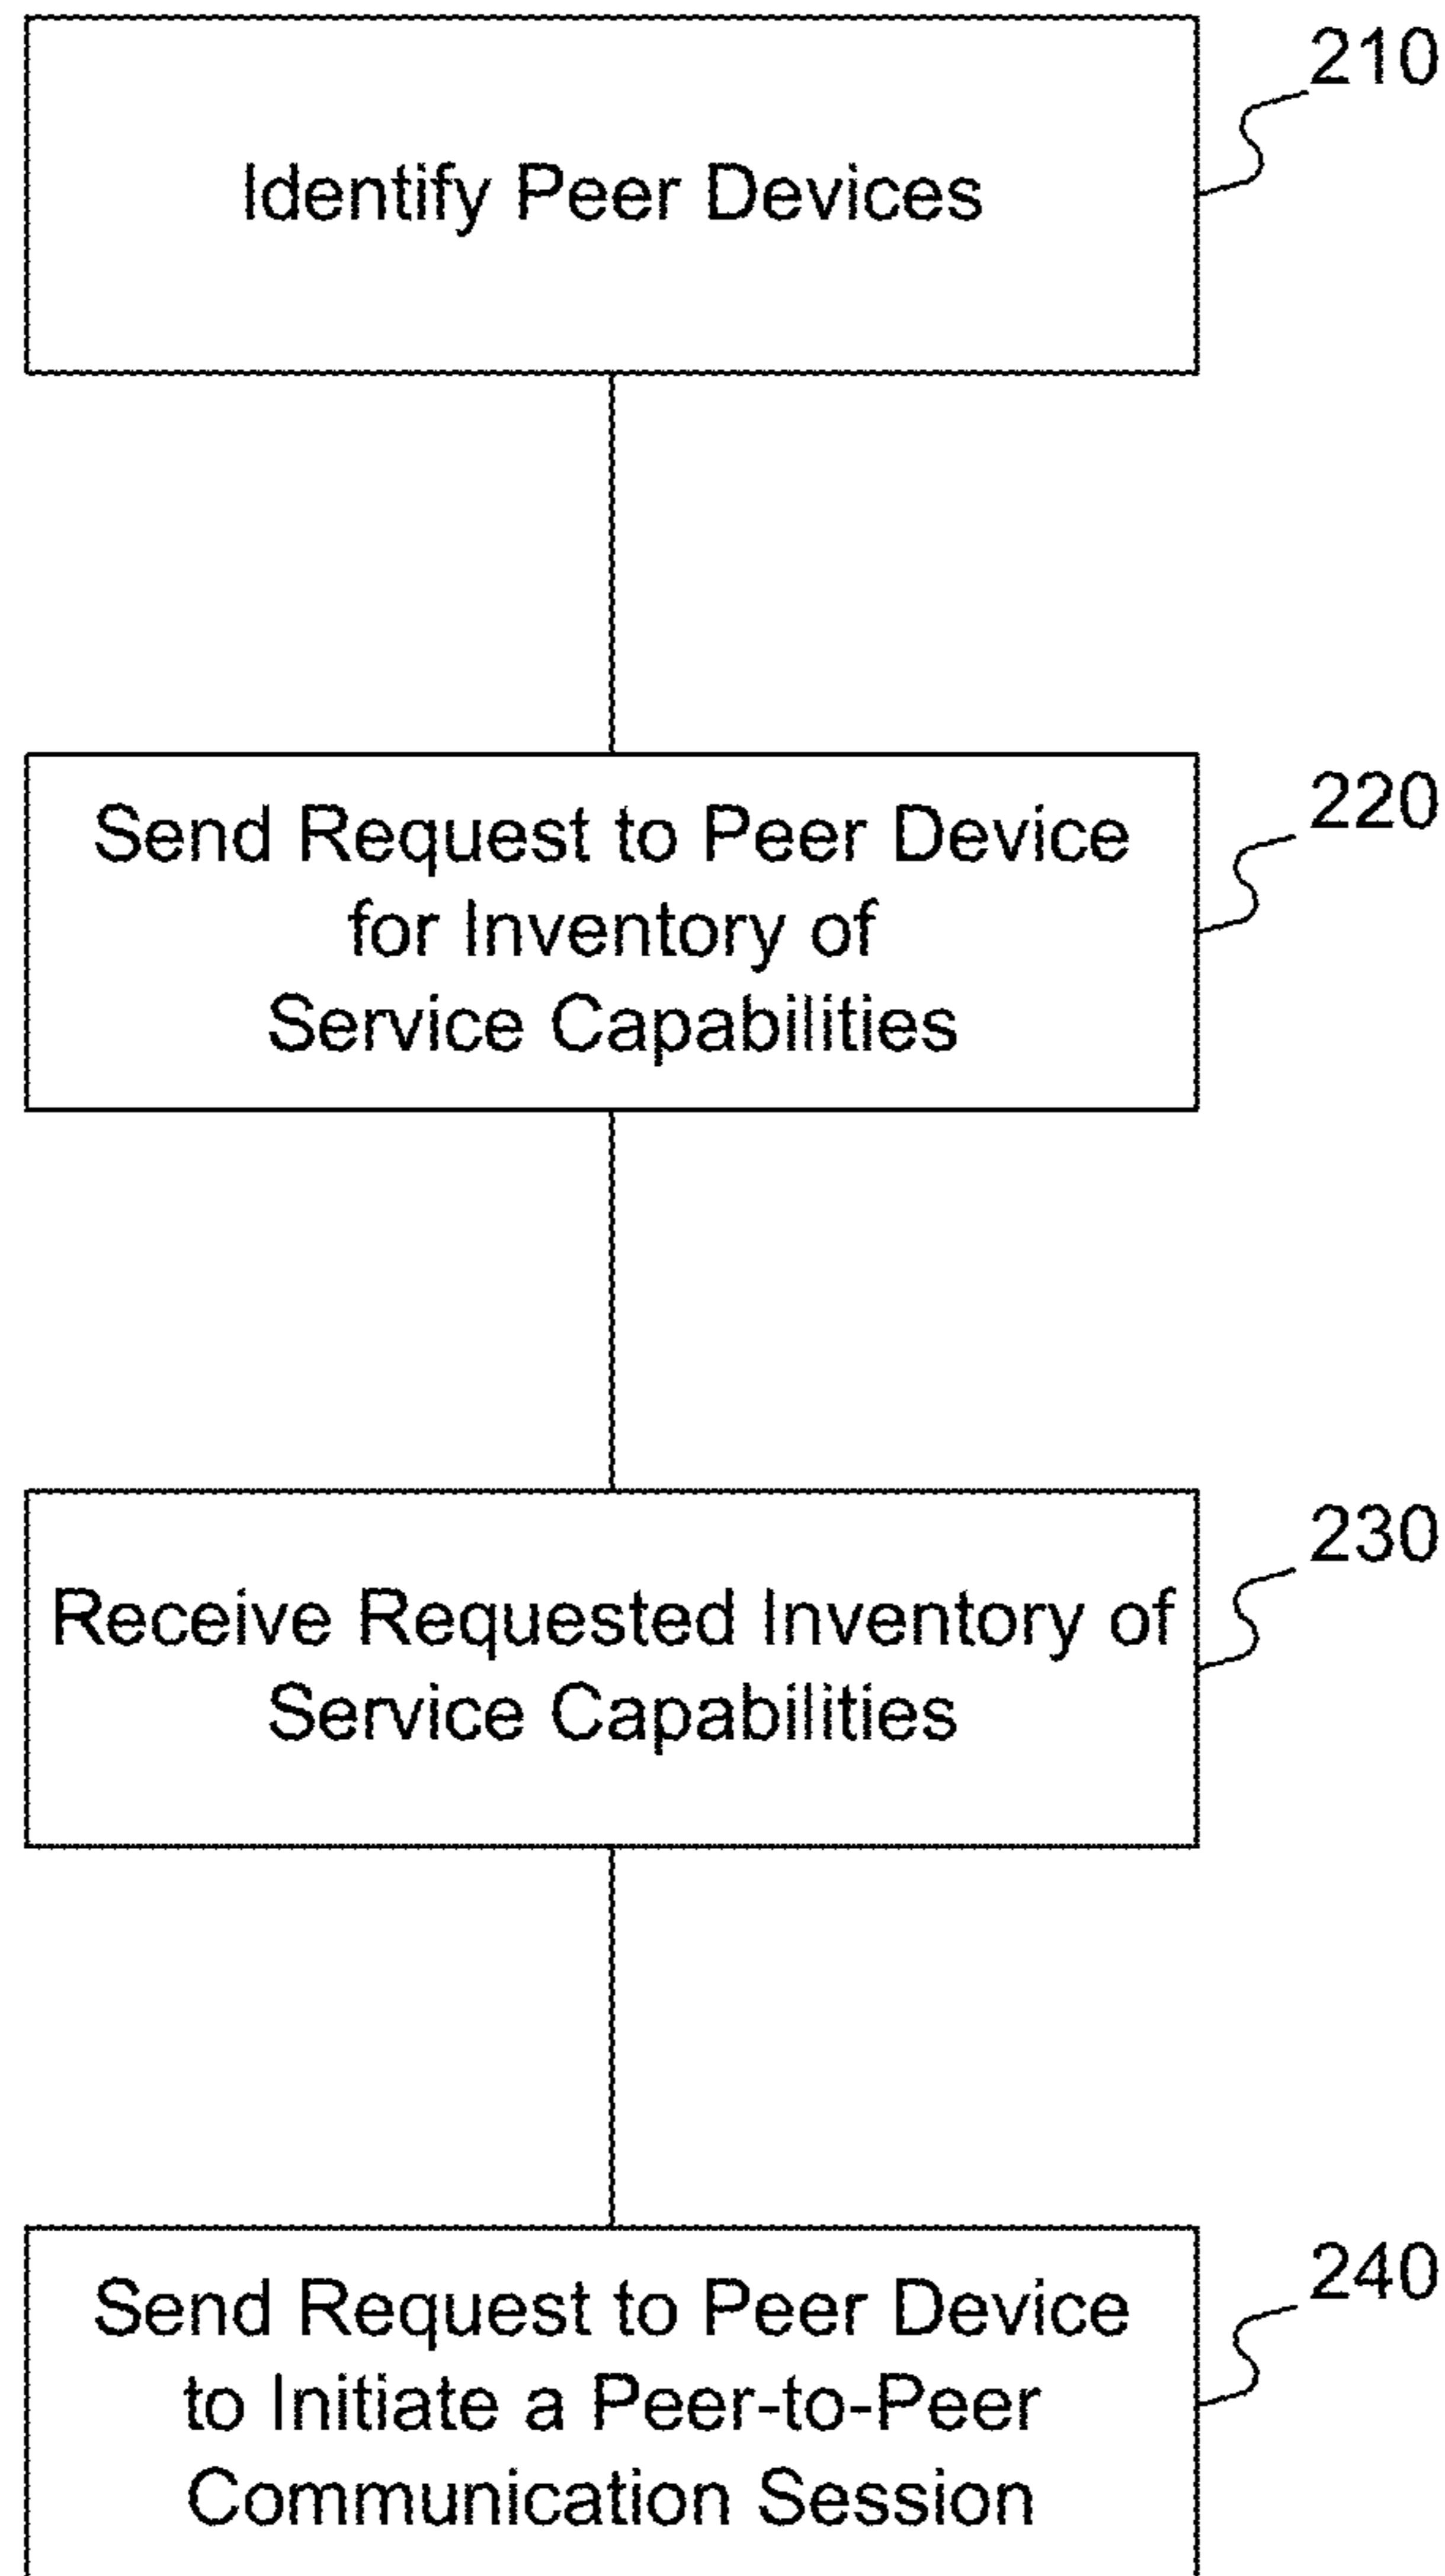 210
Identify Peer Devices
220
Send Request to Peer Device
for Inventory of
Service Capabilities
230
Receive Requested Inventory of
Service Capabilities
240
Send Request to Peer Device
to Initiate a Peer-to-Peer
Communication Session